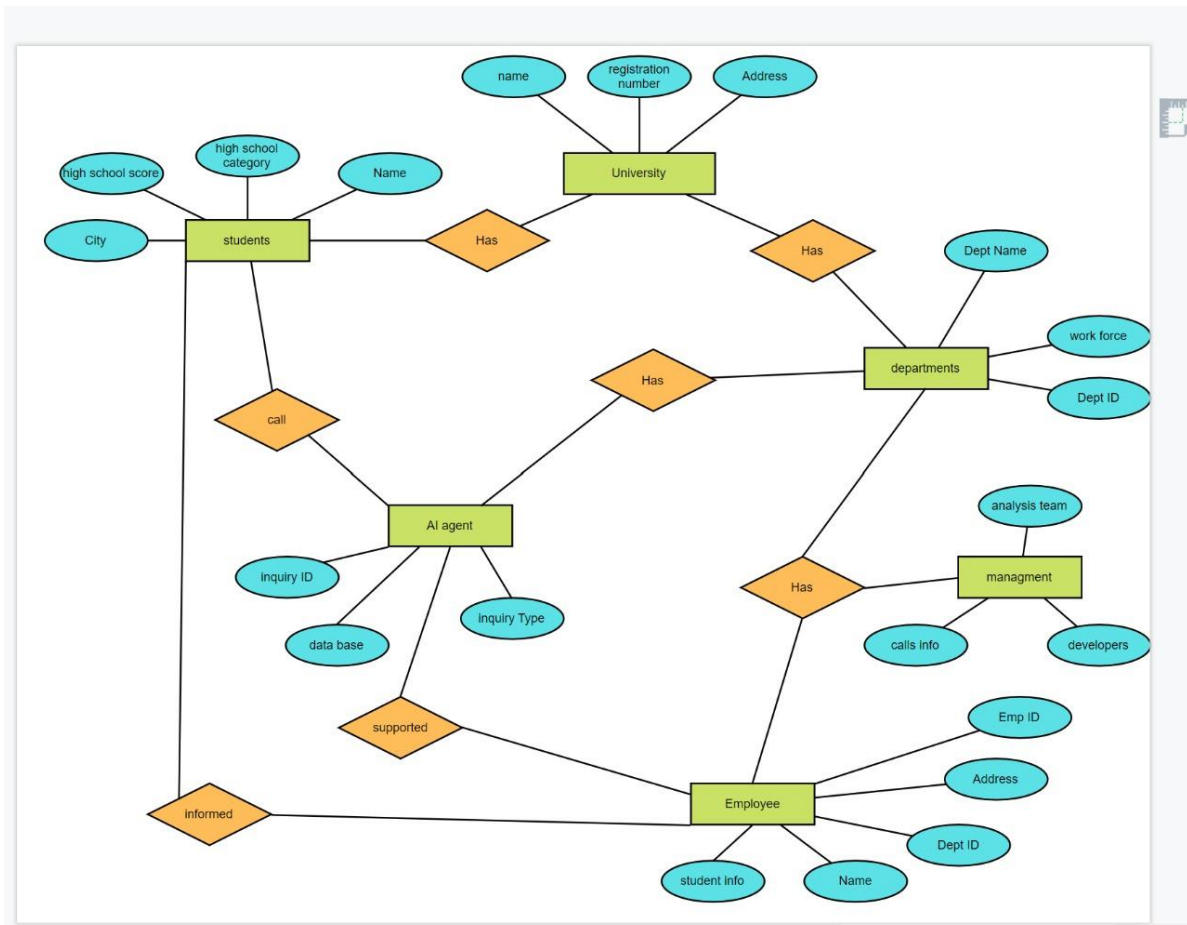 name
registration
number
Address
high school
category
high school score
Name
University
City
students
Has
Has
Dept Name
work force
departments
Has
Dept ID
call
analysis team
AI agent
inquiry ID
managment
Has
inquiry Type
data base
calls info
developers
Emp ID
supported
Address
Employee
informed
Dept ID
student info
Name